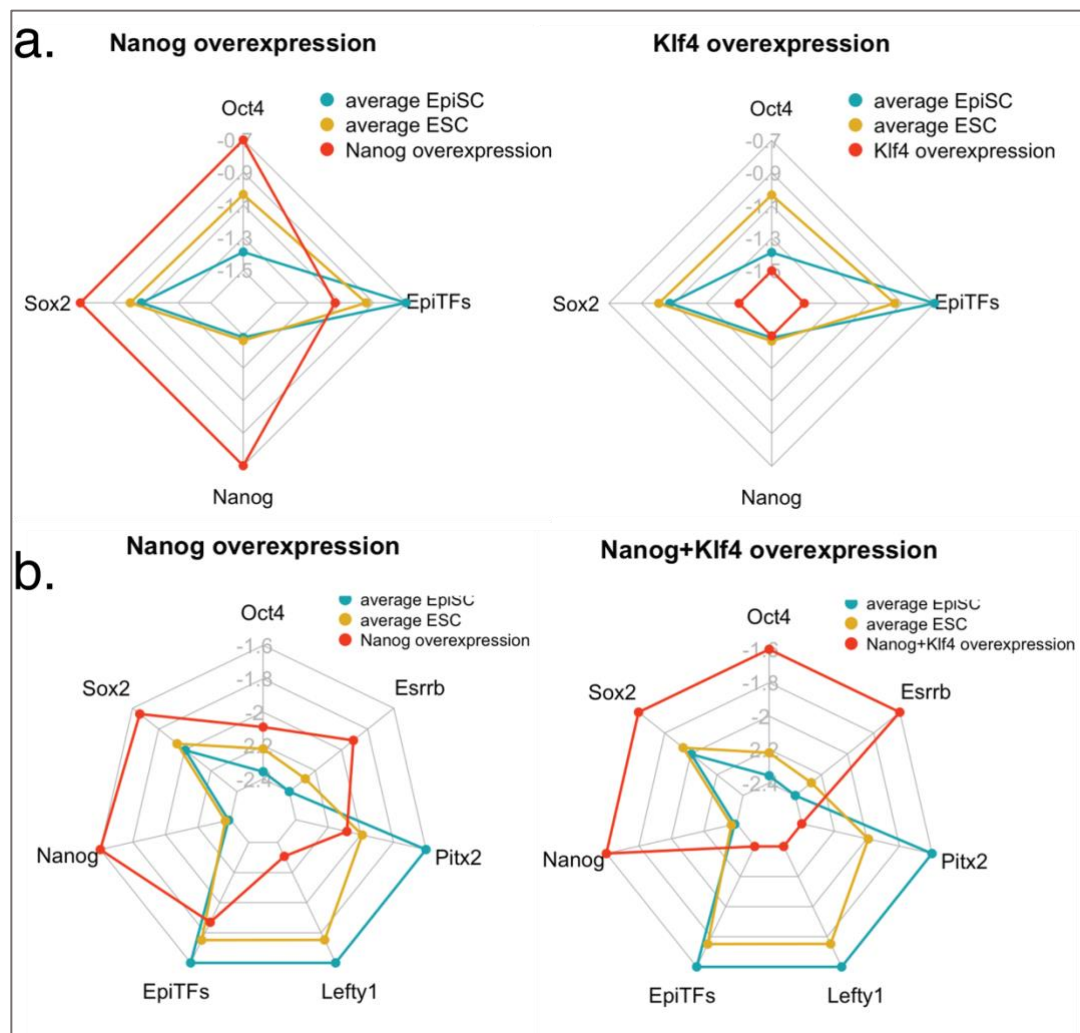 a.
Nanog overexpression
Oct4
average EpiSC
average ESC
Nanog overexpression
-0.7
-0.9
-1.1
-1.3
-1.5
Sox2
EpiTFs
Nanog
Klf4 overexpression
Oct4
average EpiSC
average ESC
Klf4 overexpression
-0.7
-0.9
-1.1
-1.3
-1.5
Sox2
EpiTFs
Nanog
b.
Nanog overexpression
average EpiSC
average ESC
Nanog overexpression
Oct4
-1.6
-1.8
-2
-2.2
-2.4
Sox2
Esrrb
Nanog
Pitx2
EpiTFs
Lefty1
Nanog+Klf4 overexpression
average EpiSC
average ESC
Nanog+Klf4 overexpression
Oct4
-1.6
-1.8
-2
-2.2
-2.4
Sox2
Esrrb
Nanog
Pitx2
EpiTFs
Lefty1